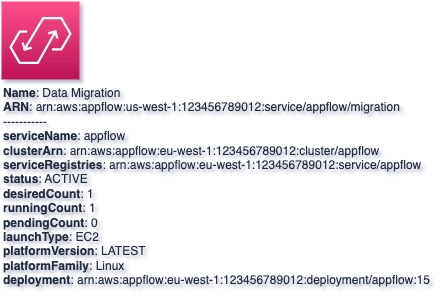 Name: Data Migration
ARN: arn:aws:appflow:us-west-1:123456789012:service/appflow/migration
-----------
serviceName: appflow
clusterArn: arn:aws:appflow:eu-west-1:123456789012:cluster/appflow
serviceRegistries: arn:aws:appflow:eu-west-1:123456789012:service/appflow
status: ACTIVE
desiredCount: 1
runningCount: 1
pendingCount: 0
launchType: EC2
platformVersion: LATEST
platformFamily: Linux
deployment: arn:aws:appflow:eu-west-1:123456789012:deployment/appflow:15